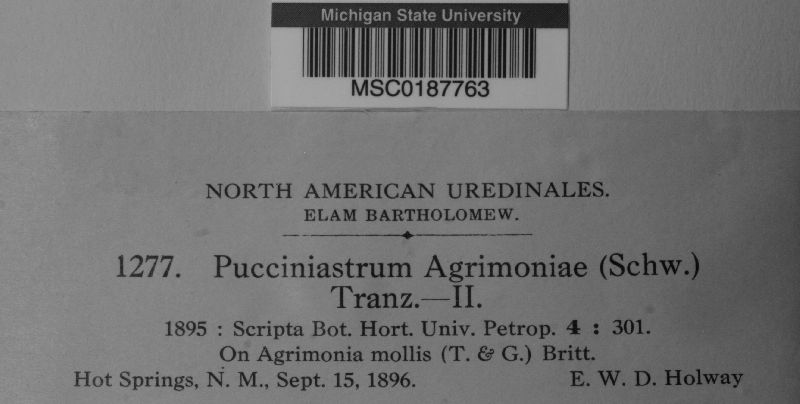 Michigan State University
MSC0187763
NORTH AMERICAN UREDINALES.
ELAM BARTHOLOMEW.
1277. Pucciniastrum Agrimoniae (Schw.)
Tranz.—II.
1895 : Scripta Bot. Hort. Univ. Petrop. 4 : 301.
On Agrimonia mollis (T. & G.) Britt.
Hot Springs, N. M., Sept. 15, 1896. E. W. D. Holway